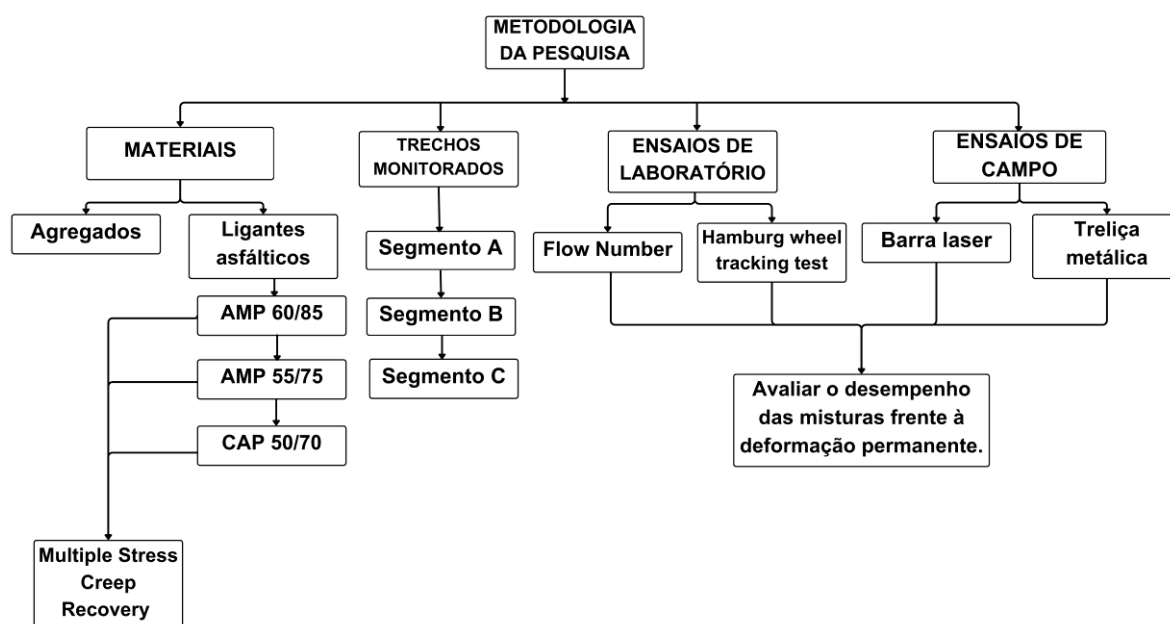 METODOLOGIA
DA PESQUISA
MATERIAIS
TRECHOS
MONITORADOS
ENSAIOS DE
LABORATÓRIO
ENSAIOS DE
CAMPO
Agregados
Ligantes
asfálticos
Segmento A
Flow Number
Hamburg wheel
tracking test
Barra laser
Treliça
metálica
AMP 60/85
Segmento B
AMP 55/75
Segmento C
CAP 50/70
Avaliar o desempenho
das misturas frente à
deformação permanente.
Multiple Stress
Creep
Recovery